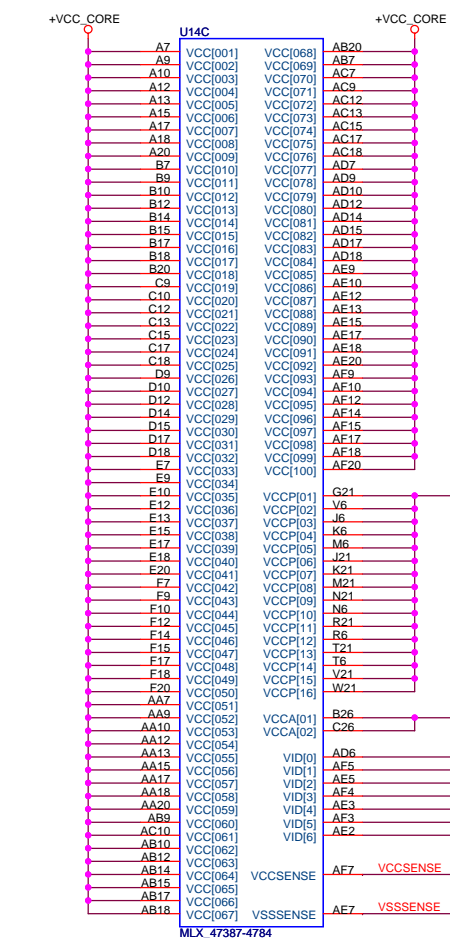 +VCC_CORE +VCC_CORE
U14C
A7 VCC[001] VCC[068] AB20
A9 VCC[002] VCC[069] AB7
A10 VCC[003] VCC[070] AC7
A12 VCC[004] VCC[071] AC9
A13 VCC[005] VCC[072] AC12
A15 VCC[006] VCC[073] AC13
A17 VCC[007] VCC[074] AC15
A18 VCC[008] VCC[075] AC17
A20 VCC[009] VCC[076] AC18
B7 VCC[010] VCC[077] AD7
B9 VCC[011] VCC[078] AD9
B10 VCC[012] VCC[079] AD10
B12 VCC[013] VCC[080] AD12
B14 VCC[014] VCC[081] AD14
B15 VCC[015] VCC[082] AD15
B17 VCC[016] VCC[083] AD17
B18 VCC[017] VCC[084] AD18
B20 VCC[018] VCC[085] AE9
C9 VCC[019] VCC[086] AE10
C10 VCC[020] VCC[087] AE12
C12 VCC[021] VCC[088] AE13
C13 VCC[022] VCC[089] AE15
C15 VCC[023] VCC[090] AE17
C17 VCC[024] VCC[091] AE18
C18 VCC[025] VCC[092] AE20
D9 VCC[026] VCC[093] AF9
D10 VCC[027] VCC[094] AF10
D12 VCC[028] VCC[095] AF12
D14 VCC[029] VCC[096] AF14
D15 VCC[030] VCC[097] AF15
D17 VCC[031] VCC[098] AF17
D18 VCC[032] VCC[099] AF18
E7 VCC[033] VCC[100] AF20
E9 VCC[034]
E10 VCC[035] VCCP[01] G21
E12 VCC[036] VCCP[02] V6
E13 VCC[037] VCCP[03] J6
E15 VCC[038] VCCP[04] K6
E17 VCC[039] VCCP[05] M6
E18 VCC[040] VCCP[06] J21
E20 VCC[041] VCCP[07] K21
F7 VCC[042] VCCP[08] M21
F9 VCC[043] VCCP[09] N21
F10 VCC[044] VCCP[10] N6
F12 VCC[045] VCCP[11] R21
F14 VCC[046] VCCP[12] R6
F15 VCC[047] VCCP[13] T21
F17 VCC[048] VCCP[14] T6
F18 VCC[049] VCCP[15] V21
F20 VCC[050] VCCP[16] W21
AA7 VCC[051]
AA9 VCC[052] VCCA[01] B26
AA10 VCC[053] VCCA[02] C26
AA12 VCC[054]
AA13 VCC[055] VID[0] AD6
AA15 VCC[056] VID[1] AF5
AA17 VCC[057] VID[2] AE5
AA18 VCC[058] VID[3] AF4
AA20 VCC[059] VID[4] AE3
AB9 VCC[060] VID[5] AF3
AC10 VCC[061] VID[6] AE2
AB10 VCC[062]
AB12 VCC[063]
AB14 VCC[064] VCCSENSE AF7 VCCSENSE
AB15 VCC[065]
AB17 VCC[066]
AB18 VCC[067] VSSSENSE AE7 VSSSENSE
MLX_47387-4784